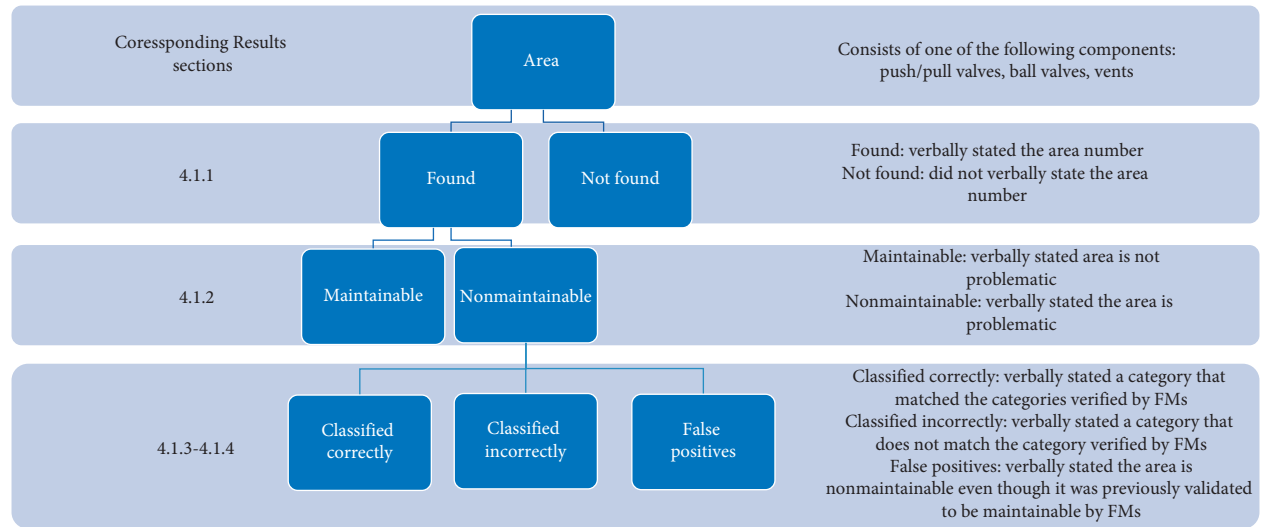 Coressponding Results
sections
Area
Consists of one of the following components:
push/pull valves, ball valves, vents
4.1.1
Found
Not found
Found: verbally stated the area number
Not found: did not verbally state the area
number
4.1.2
Maintainable
Nonmaintainable
Maintainable: verbally stated area is not
problematic
Nonmaintainable: verbally stated the area is
problematic
4.1.3-4.1.4
Classified
correctly
Classified
incorrectly
False
positives
Classified correctly: verbally stated a category that
matched the categories verified by FMs
Classified incorrectly: verbally stated a category that
does not match the category verified by FMs
False positives: verbally stated the area is
nonmaintainable even though it was previously validated
to be maintainable by FMs